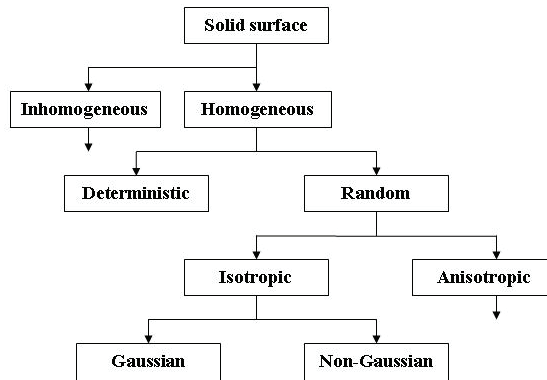 Solid surface
Inhomogeneous
Homogeneous
Deterministic
Random
Isotropic
Anisotropic
Gaussian
Non-Gaussian